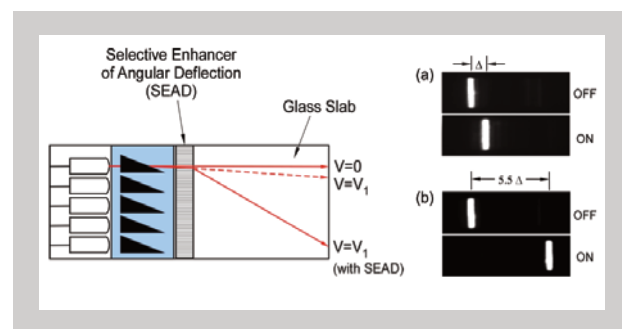 Selective Enhancer
of Angular Deflection
(SEAD)
Glass Slab
V=0
V=V₁
V=V₁
(with SEAD)
(a)
Δ
OFF
ON
(b)
5.5 Δ
OFF
ON